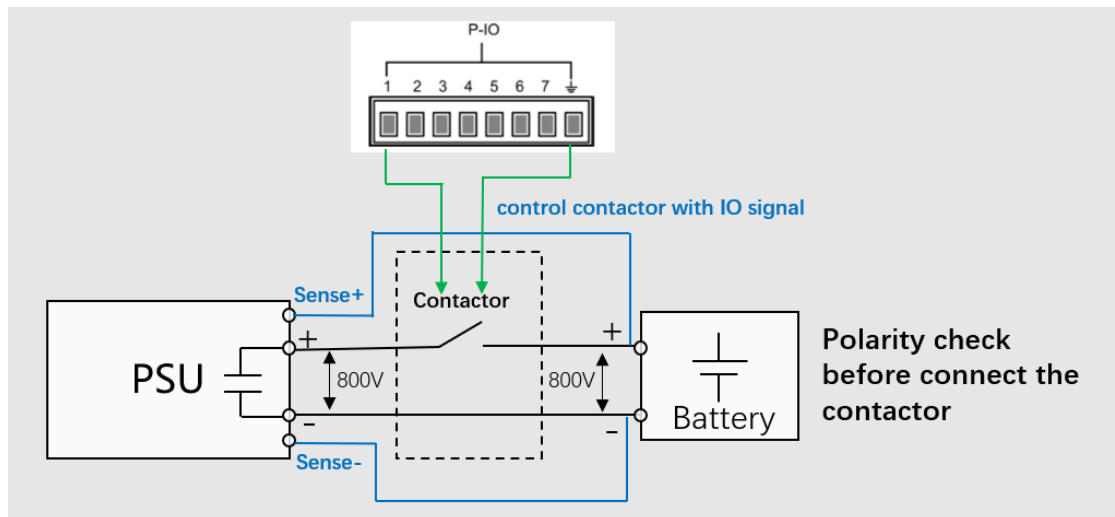 P-IO
1 2 3 4 5 6 7
control contactor with IO signal
Sense+
Contactor
+
+
PSU
800V
800V
Battery
-
-
Sense-
Polarity check
before connect the
contactor